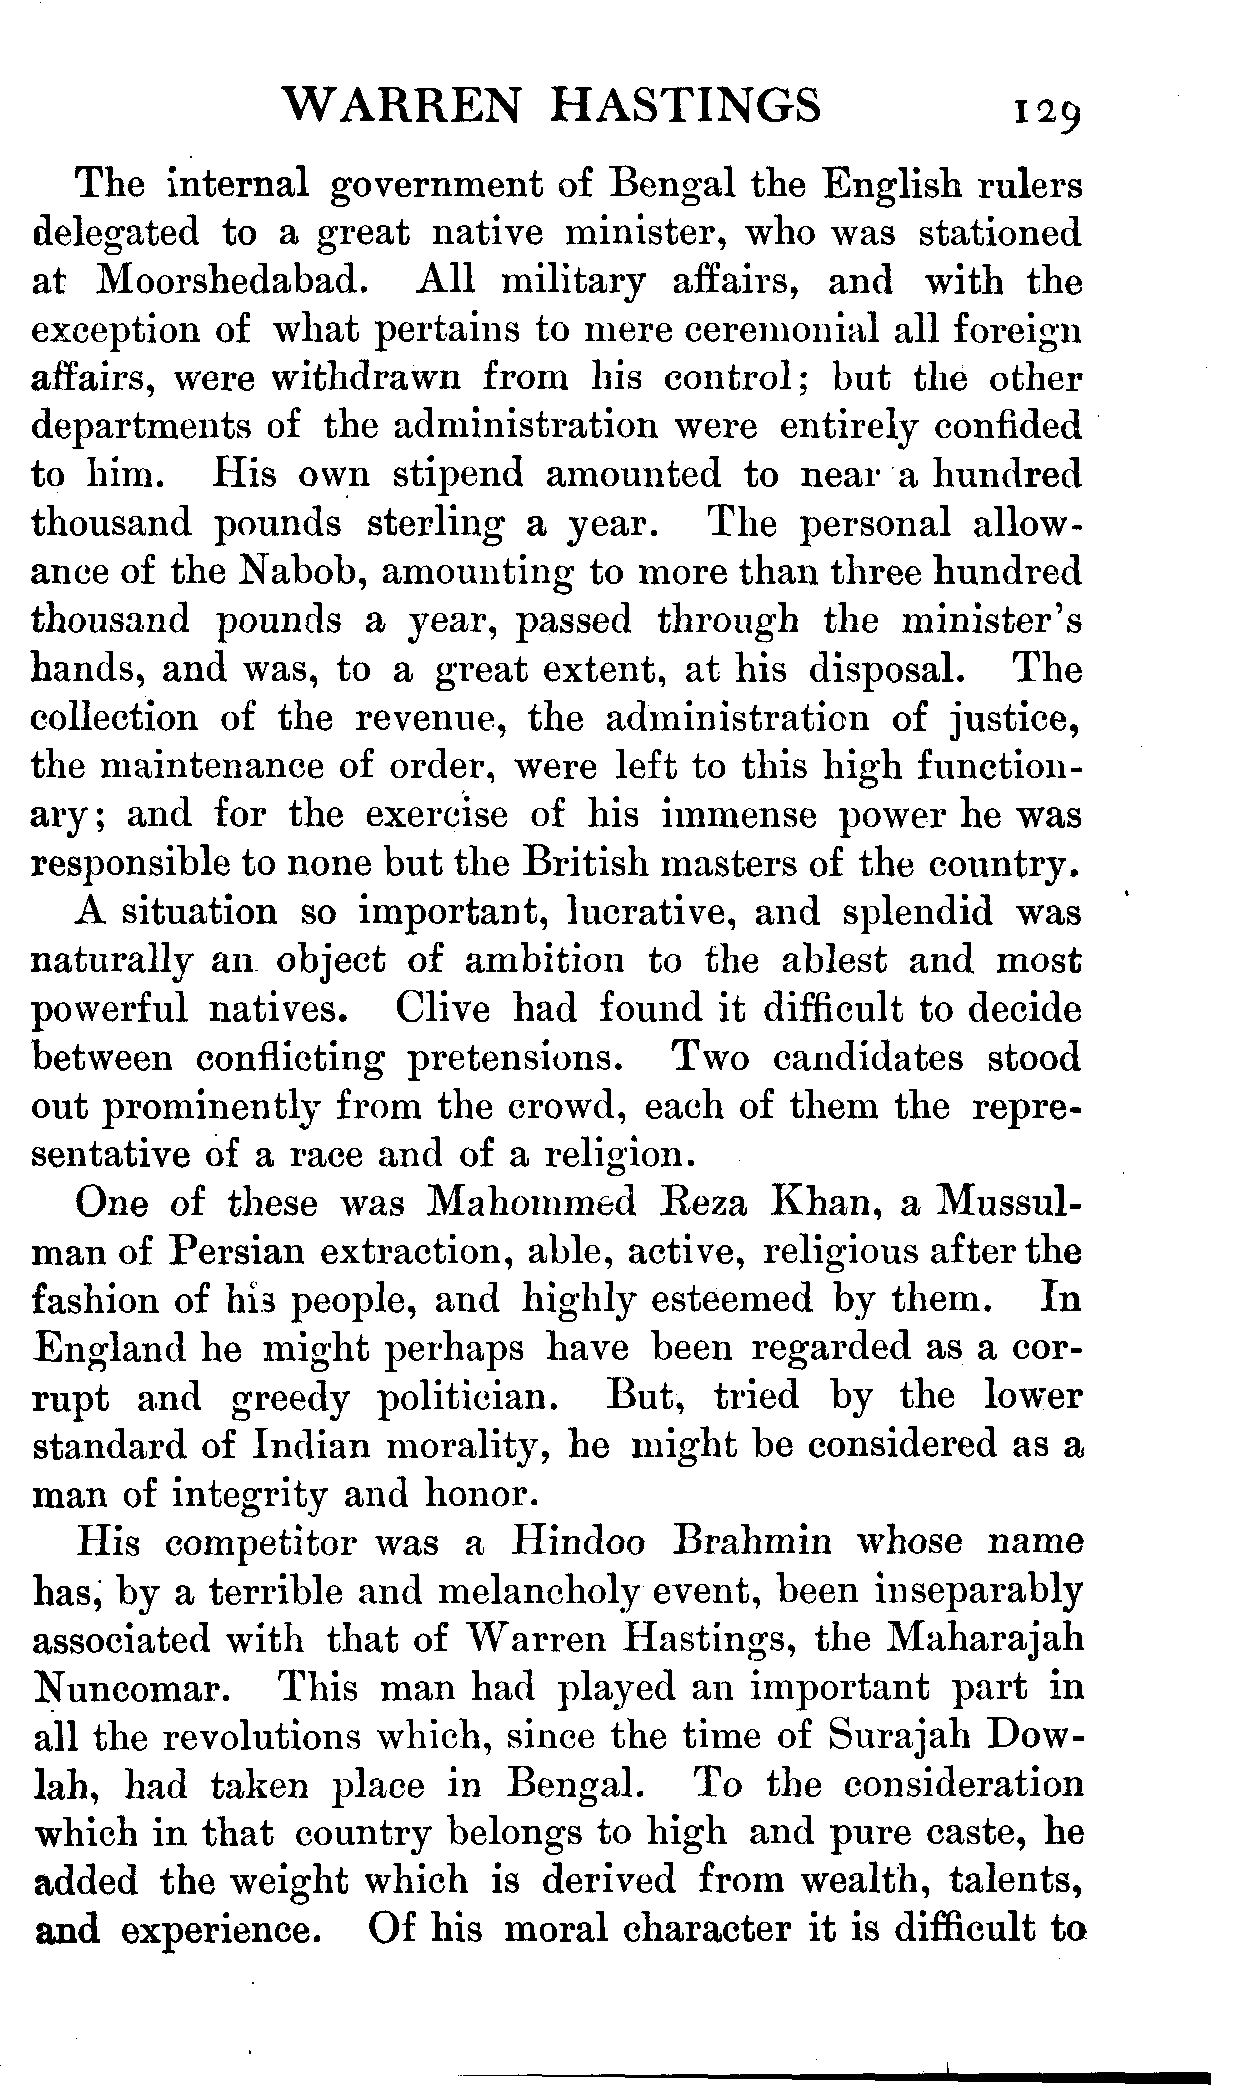 WARREN HASTINGS 129
The internal government of Bengal the English rulers
delegated to a great native minister, who was stationed
at Moorshedabad. All military affairs, and with the
exception of what pertains to mere ceremonial all foreign
affairs, were withdrawn from his control; but the other
departments of the administration were entirely confided
to him. His own stipend amounted to near a hundred
thousand pounds sterling a year. The personal allow-
ance of the Nabob, amounting to more than three hundred
thousand pounds a year, passed through the minister's
hands, and was, to a great extent, at his disposal. The
collection of the revenue, the administration of justice,
the maintenance of order, were left to this high function-
ary; and for the exercise of his immense power he was
responsible to none but the British masters of the country.
A situation so important, lucrative, and splendid was
naturally an object of ambition to the ablest and most
powerful natives. Clive had found it difficult to decide
between conflicting pretensions. Two candidates stood
out prominently from the crowd, each of them the repre-
sentative of a race and of a religion.
One of these was Mahommed Reza Khan, a Mussul-
man of Persian extraction, able, active, religious after the
fashion of his people, and highly esteemed by them. In
England he might perhaps have been regarded as a cor-
rupt and greedy politician. But, tried by the lower
standard of Indian morality, he might be considered as a
man of integrity and honor.
His competitor was a Hindoo Brahmin whose name
has, by a terrible and melancholy event, been inseparably
associated with that of Warren Hastings, the Maharajah
Nuncomar. This man had played an important part in
all the revolutions which, since the time of Surajah Dow-
lah, had taken place in Bengal. To the consideration
which in that country belongs to high and pure caste, he
added the weight which is derived from wealth, talents,
and experience. Of his moral character it is difficult to